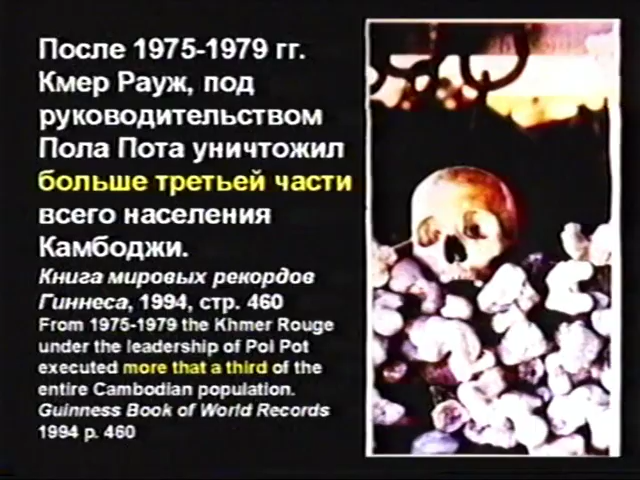 После 1975-1979 гг.
Кмер Рауж, под
руководительством
Пола Пота уничтожил
больше третьей части
всего населения
Камбоджи.
Книга мировых рекордов
Гиннеса, 1994, стр. 460
From 1975-1979 the Khmer Rouge
under the leadership of Pol Pot
executed more that a third of the
entire Cambodian population.
Guinness Book of World Records
1994 p. 460